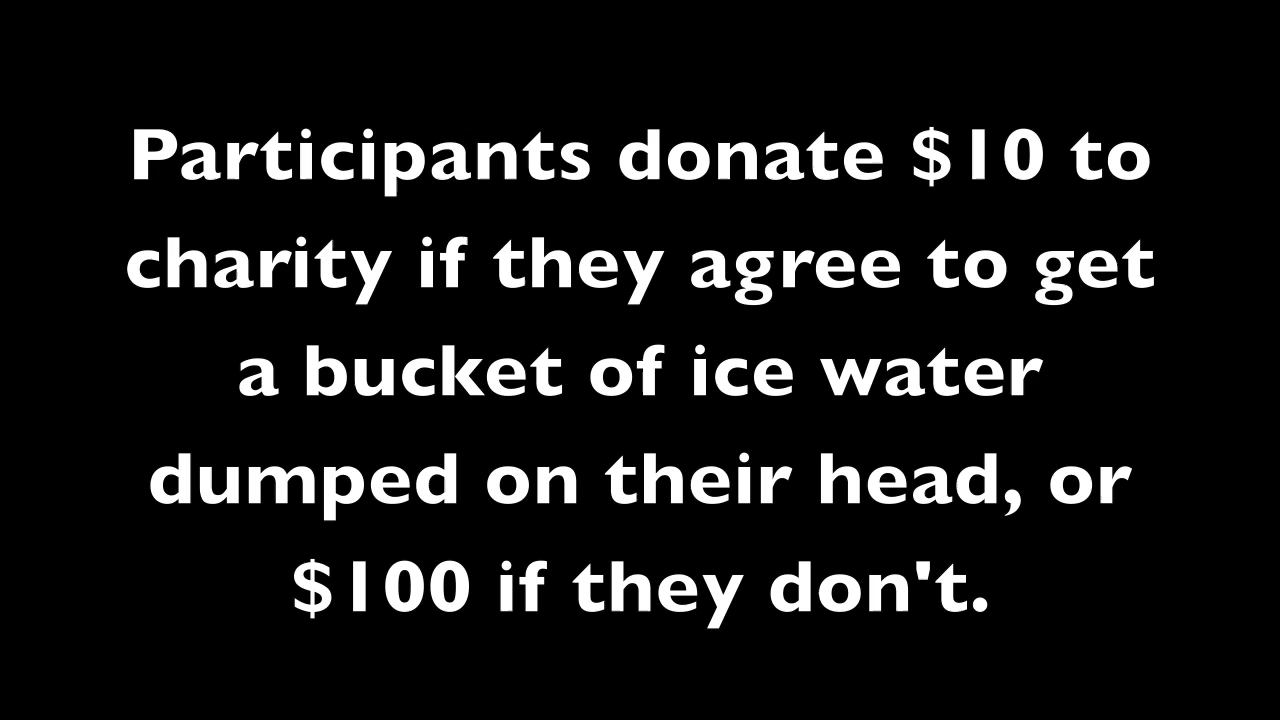 Participants donate $10 to
charity if they agree to get
a bucket of ice water
dumped on their head, or
$100 if they don't.